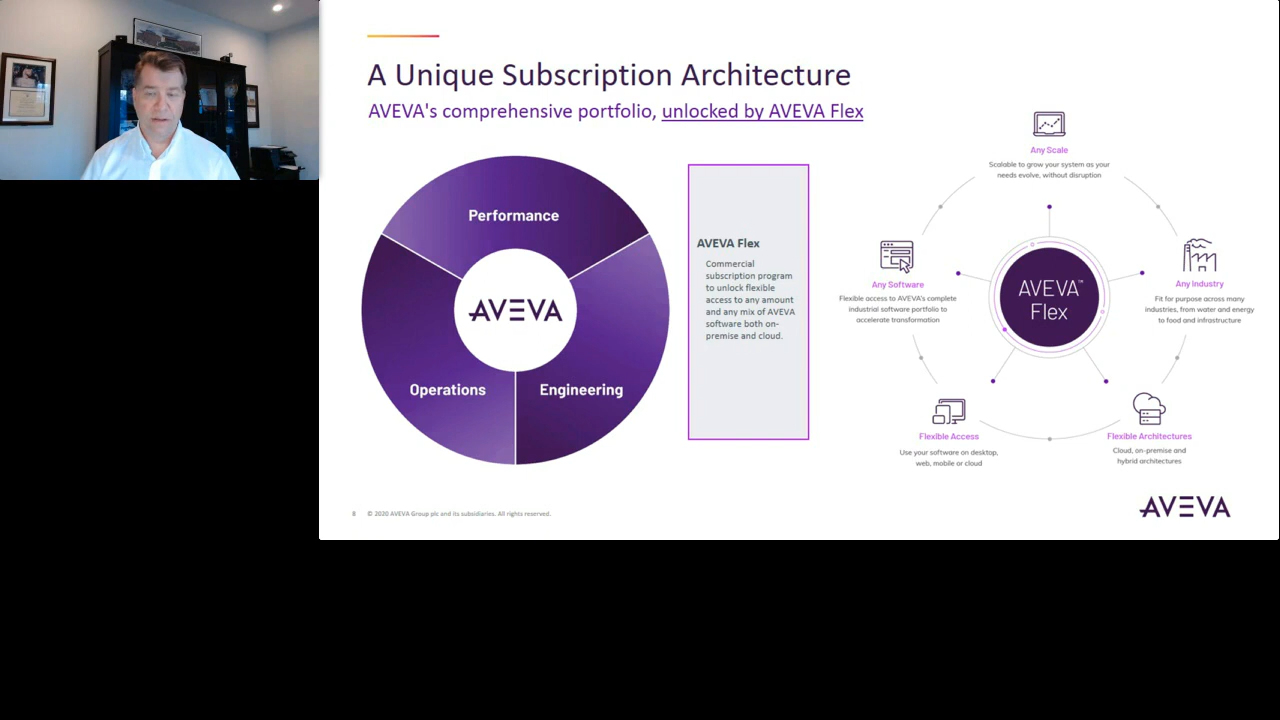 A Unique Subscription Architecture
AVEVA's comprehensive portfolio, unlocked by AVEVA Flex
Performance
Operations
Engineering
AVEVA
AVEVA Flex
Commercial
subscription program
to unlock flexible
access to any amount
and any mix of AVEVA
software both on-
premise and cloud.
Any Scale
Scalable to grow your system as your
needs evolve, without disruption
Any Software
Flexible access to AVEVA's complete
industrial software portfolio to
accelerate transformation
AVEVA™
Flex
Any Industry
Fit for purpose across many
industries, from water and energy
to food and infrastructure
Flexible Access
Use your software on desktop,
web, mobile or cloud
Flexible Architectures
Cloud, on-premise and
hybrid architectures
8 © 2020 AVEVA Group plc and its subsidiaries. All rights reserved.
AVEVA